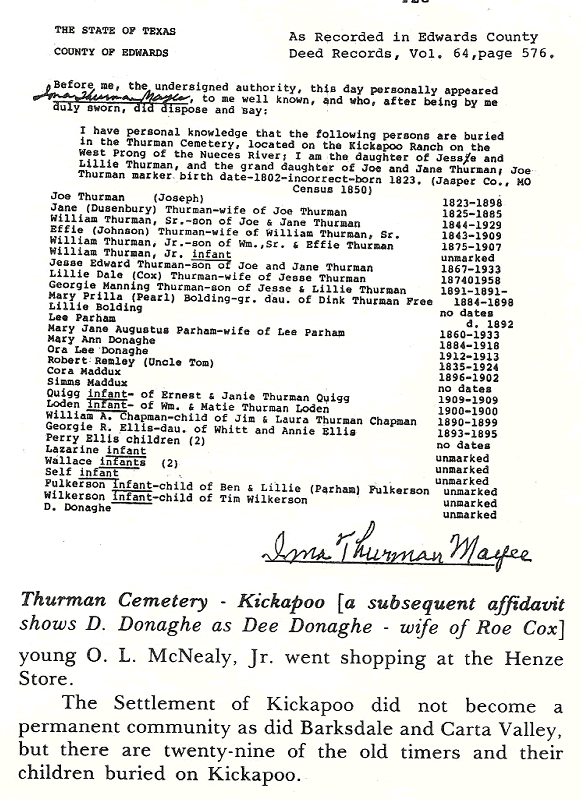 THE STATE OF TEXAS
COUNTY OF EDWARDS
As Recorded in Edwards County
Deed Records, Vol. 64,page 576.
Before me, the undersigned authority, this day personally appeared
Ima Thurman Mayee, to me well known, and who, after being by me
duly sworn, did dispose and say:
I have personal knowledge that the following persons are buried
in the Thurman Cemetery, located on the Kickapoo Ranch on the
West Prong of the Nueces River; I am the daughter of Jessie and
Lillie Thurman, and the grand daughter of Joe and Jane Thurman; Joe
Thurman marker birth date-1802-incorrect-born 1823. (Jasper Co., MO
Census 1850)
Joe Thurman (Joseph) 1823-1898
Jane (Dusenbury) Thurman-wife of Joe Thurman 1825-1885
William Thurman, Sr.-son of Joe & Jane Thurman 1844-1929
Effie (Johnson) Thurman-wife of William Thurman, Sr. 1843-1909
William Thurman, Jr.-son of Wm.,Sr. & Effie Thurman 1875-1907
William Thurman, Jr. infant unmarked
Jesse Edward Thurman-son of Joe and Jane Thurman 1867-1933
Lillie Dale (Cox) Thurman-wife of Jesse Thurman 187401958
Georgie Manning Thurman-son of Jesse & Lillie Thurman 1891-1891-
Mary Prilla (Pearl) Bolding-gr. dau. of Dink Thurman Free 1884-1898
Lillie Bolding no dates
Lee Parham d. 1892
Mary Jane Augustus Parham-wife of Lee Parham 1860-1933
Mary Ann Donaghe 1884-1918
Ora Lee Donaghe 1912-1913
Robert Remley (Uncle Tom) 1835-1924
Cora Maddux 1896-1902
Simms Maddux no dates
Quigg infant- of Ernest & Janie Thurman Quigg 1909-1909
Loden infant- of Wm. & Matie Thurman Loden 1900-1900
William A. Chapman-child of Jim & Laura Thurman Chapman 1890-1899
Georgie R. Ellis-dau. of Whitt and Annie Ellis 1893-1895
Perry Ellis children (2) no dates
Lazarine infant unmarked
Wallace infants (2) unmarked
Self infant unmarked
Fulkerson infant-child of Ben & Lillie (Parham) Fulkerson unmarked
Wilkerson infant-child of Tim Wilkerson unmarked
D. Donaghe unmarked
Ima Thurman Mayee
Thurman Cemetery - Kickapoo [a subsequent affidavit
shows D. Donaghe as Dee Donaghe - wife of Roe Cox]
young O. L. McNealy, Jr. went shopping at the Henze
Store.
The Settlement of Kickapoo did not become a
permanent community as did Barksdale and Carta Valley,
but there are twenty-nine of the old timers and their
children buried on Kickapoo.